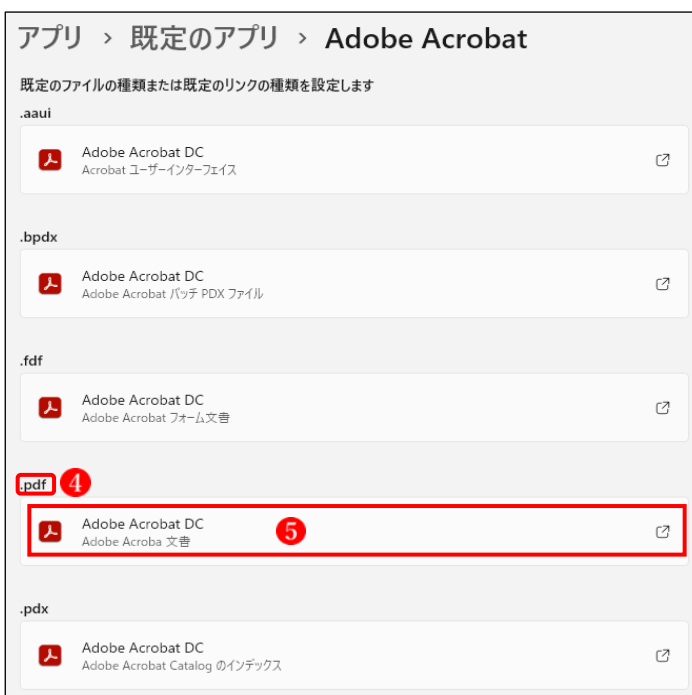 アプリ › 既定のアプリ › Adobe Acrobat
既定のファイルの種類または既定のリンクの種類を設定します
.aaui
Adobe Acrobat DC
Acrobat ユーザーインターフェイス
.bpdx
Adobe Acrobat DC
Adobe Acrobat バッチ PDX ファイル
.fdf
Adobe Acrobat DC
Adobe Acrobat フォーム文書
.pdf 4
Adobe Acrobat DC
5
Adobe Acroba 文書
.pdx
Adobe Acrobat DC
Adobe Acrobat Catalog のインデックス